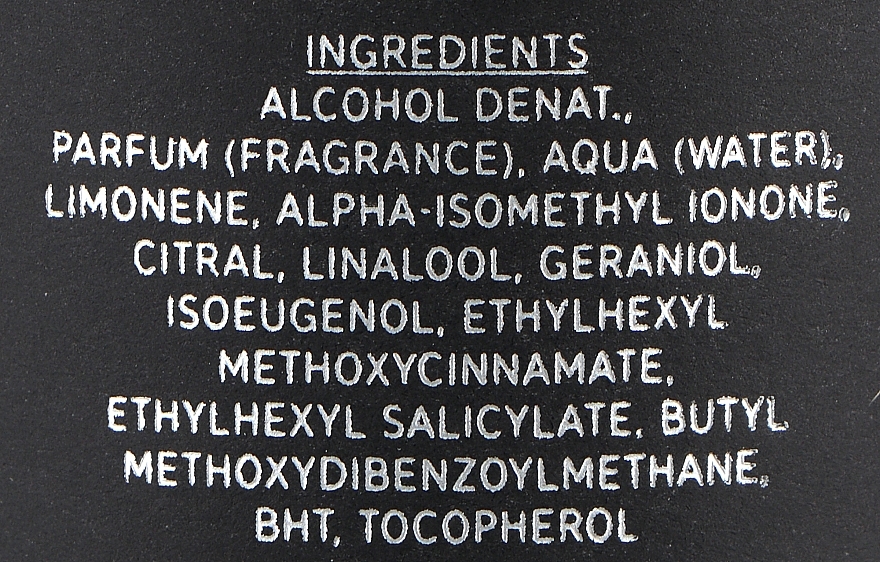 INGREDIENTS
ALCOHOL DENAT.,
PARFUM (FRAGRANCE), AQUA (WATER),
LIMONENE, ALPHA-ISOMETHYL IONONE,
CITRAL, LINALOOL, GERANIOL,
ISOEUGENOL, ETHYLHEXYL
METHOXYCINNAMATE,
ETHYLHEXYL SALICYLATE, BUTYL
METHOXYDIBENZOYLMETHANE,
BHT, TOCOPHEROL